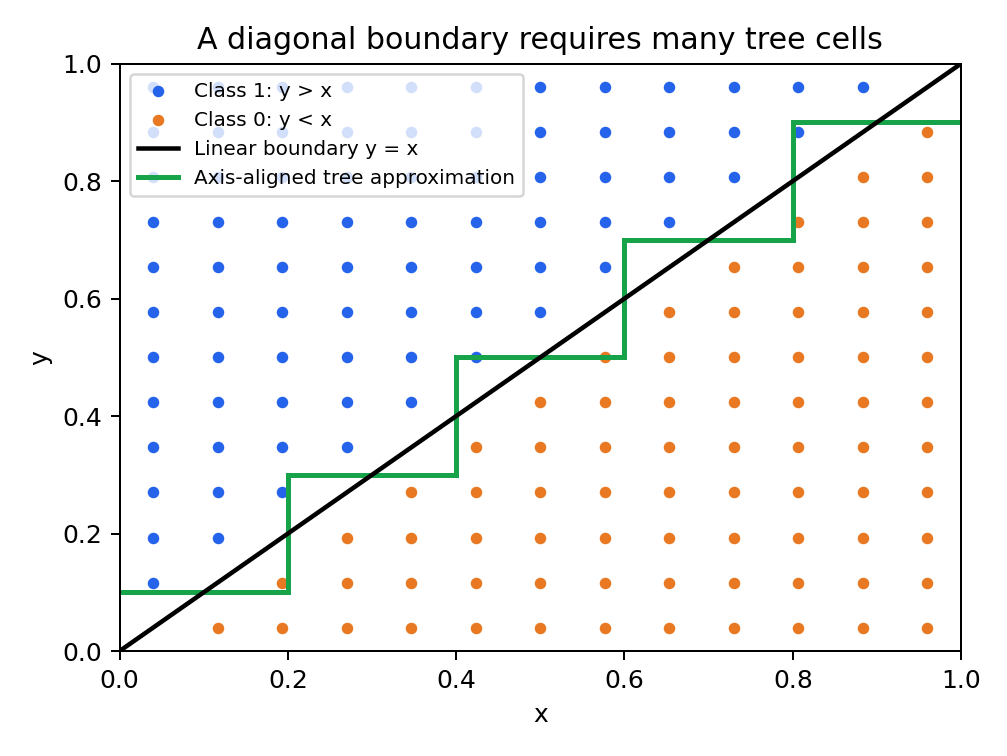 A diagonal boundary requires many tree cells
Class 1: y > x
Class 0: y < x
Linear boundary y = x
Axis-aligned tree approximation
1.0
0.8
0.6
0.4
0.2
0.0
y
0.0 0.2 0.4 0.6 0.8 1.0
x